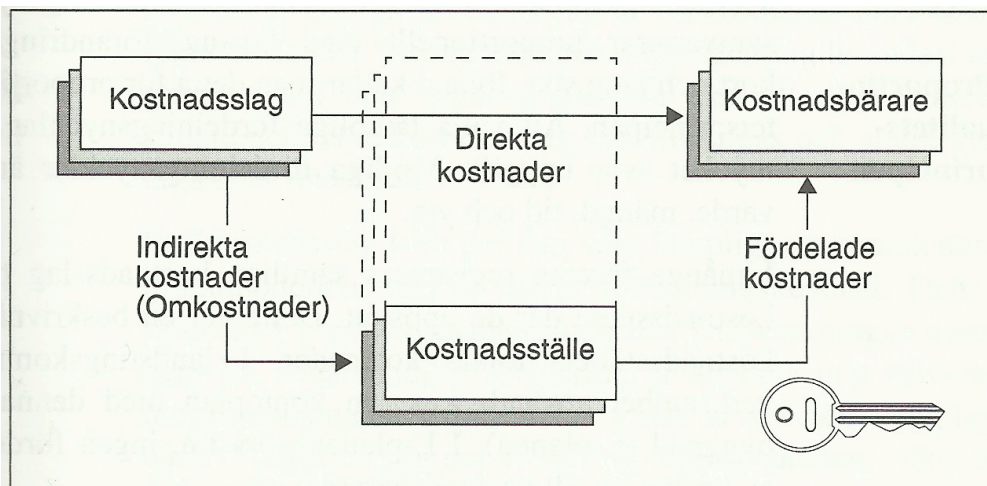 Kostnadsslag
Direkta
kostnader
Kostnadsbärare
Indirekta
kostnader
(Omkostnader)
Kostnadsställe
Fördelade
kostnader